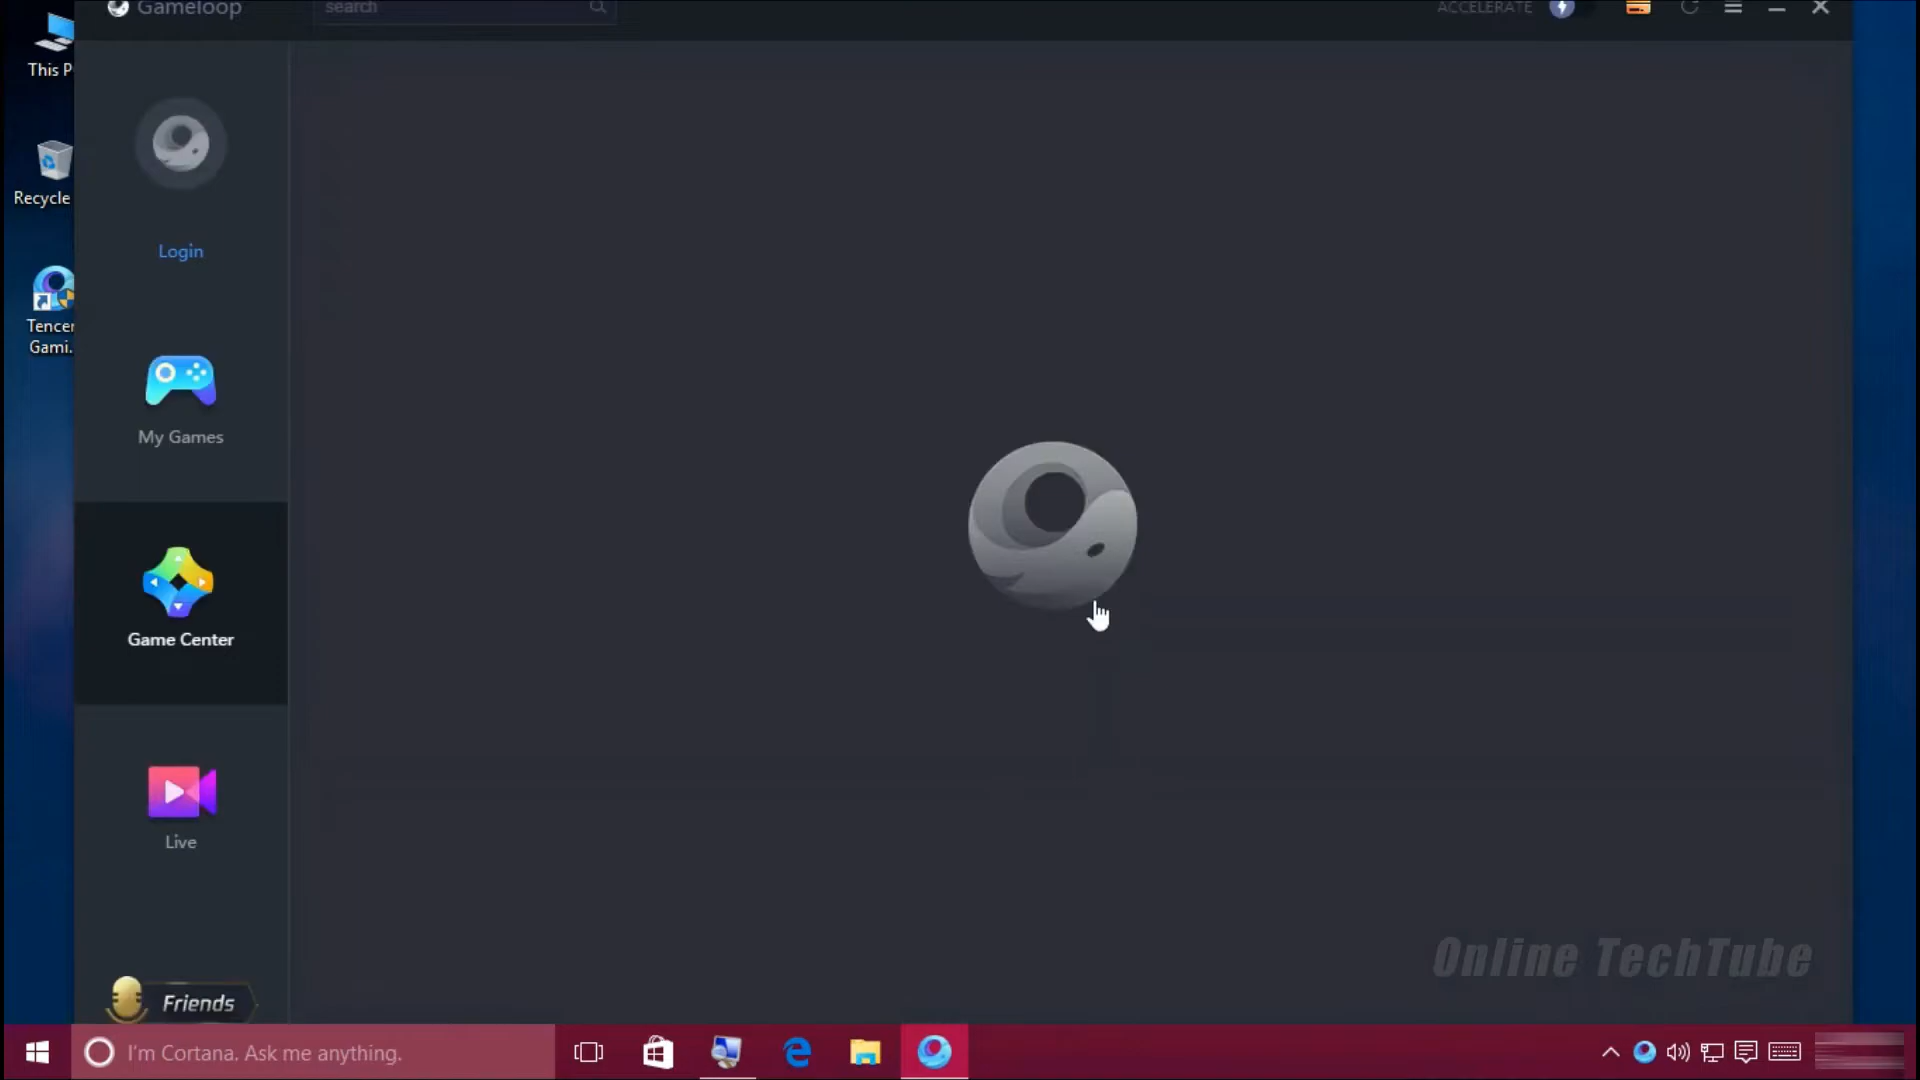 Gameloop
search
ACCELERATE
This P
Recycle
Tencer
Gami..
Login
My Games
Game Center
Live
Friends
Online TechTube
I'm Cortana. Ask me anything.